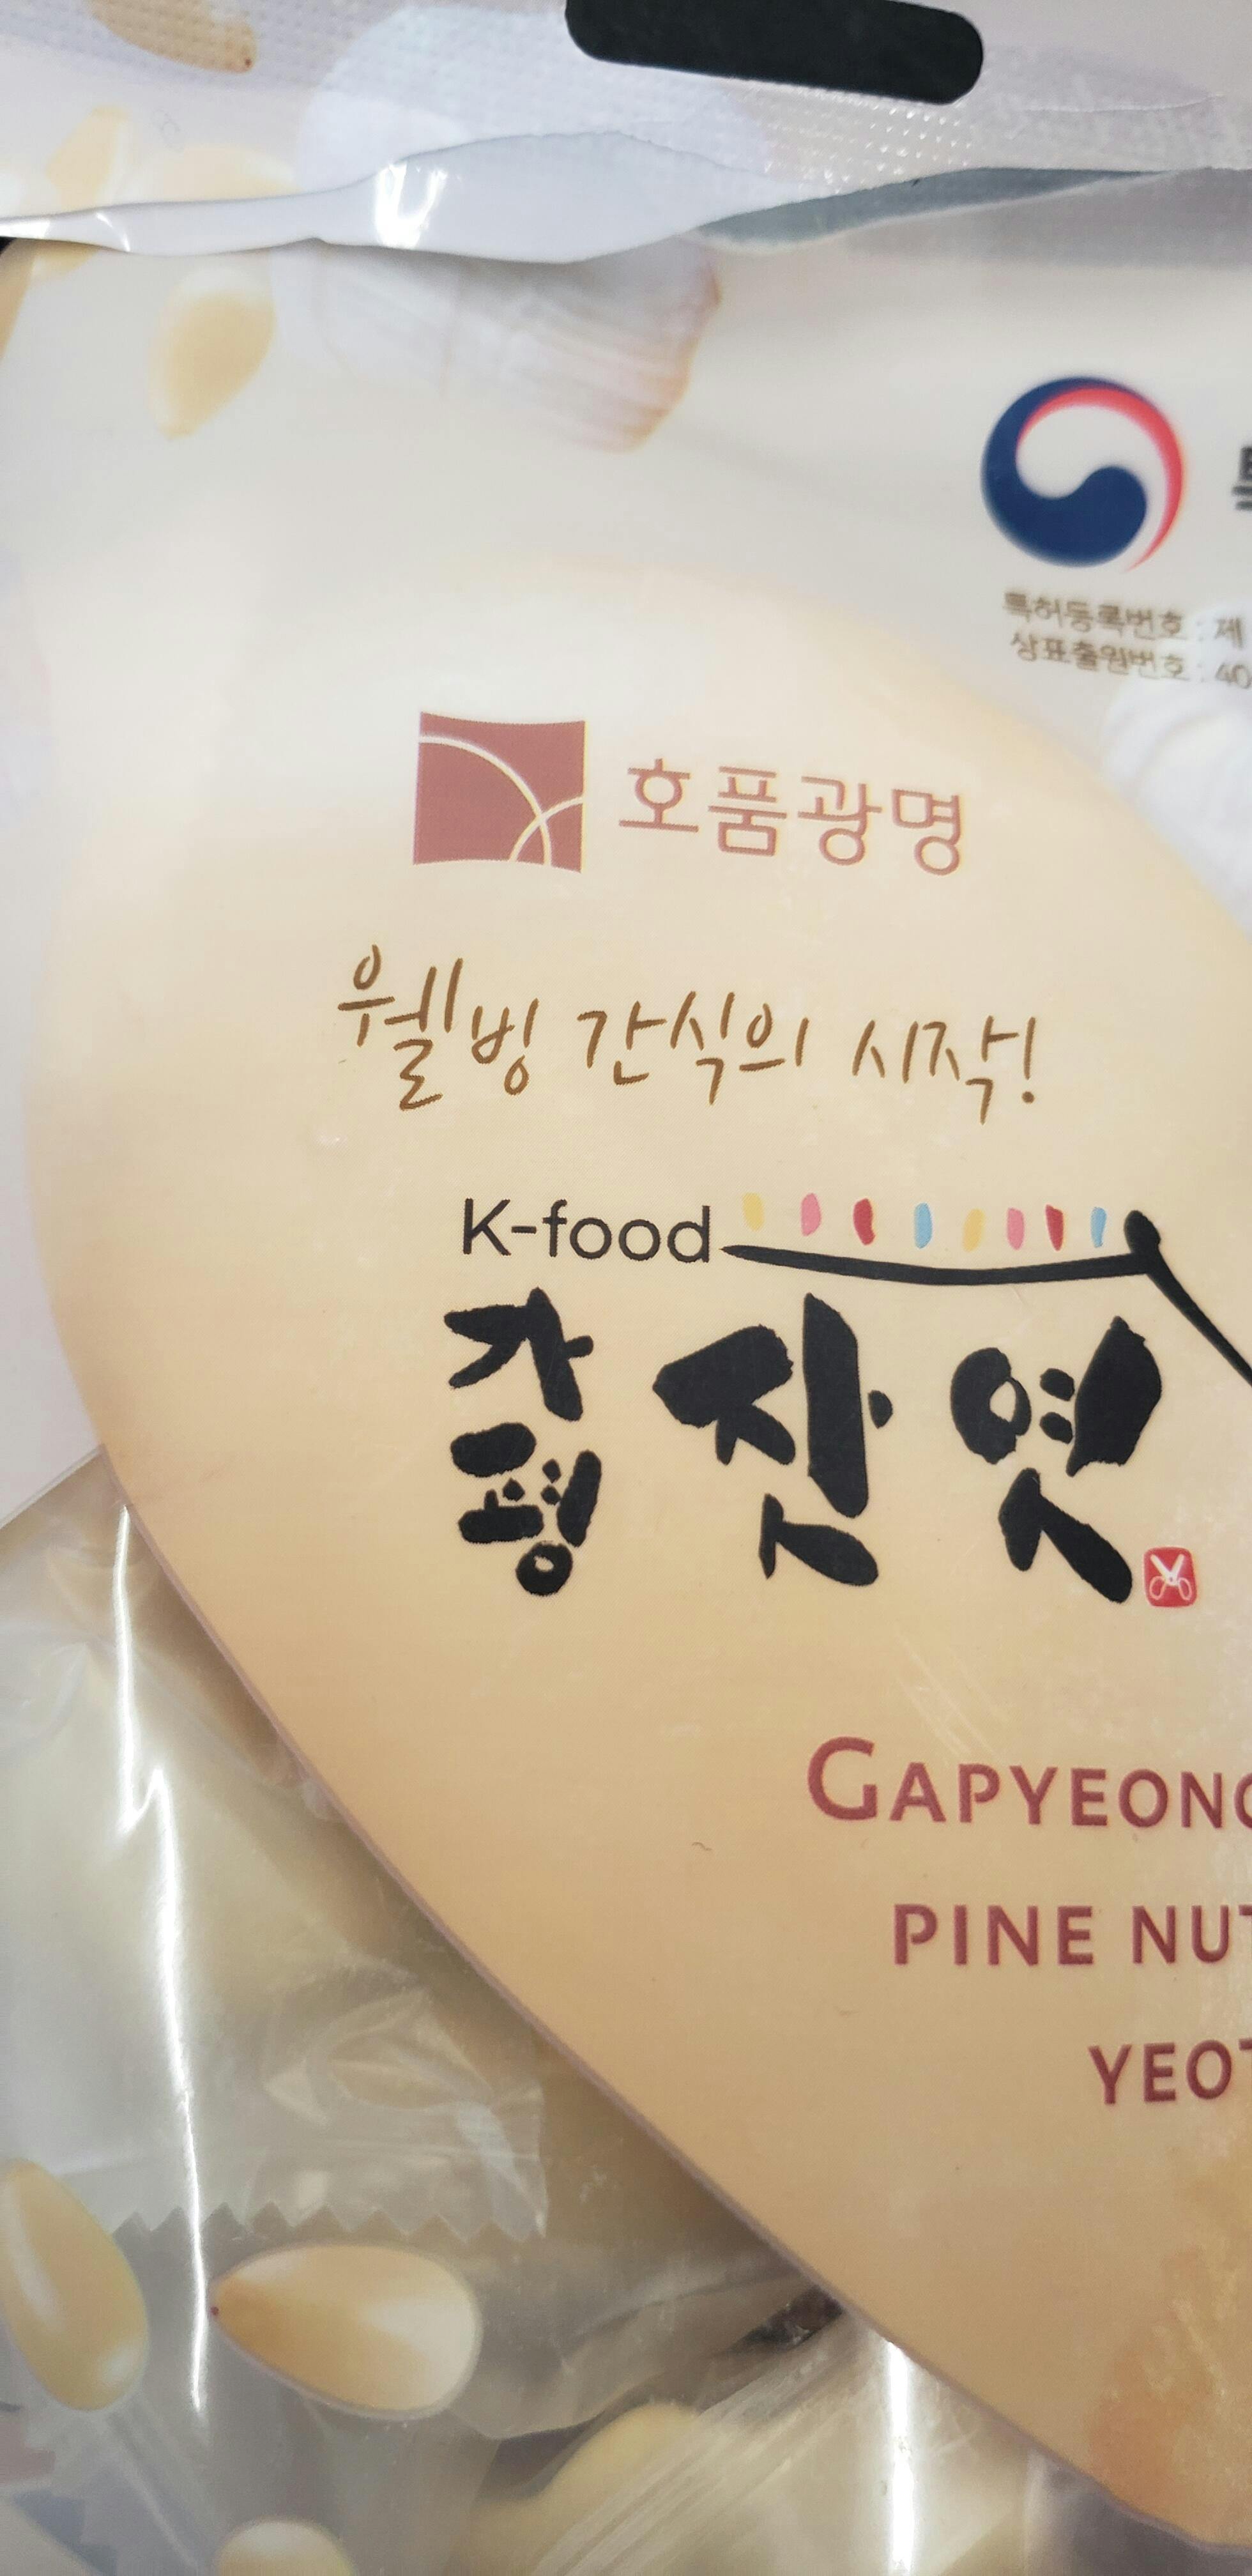 특허등록번호 : 제
상표출원번호 : 40
호품광명
웰빙 간식의 시작!
K-food
가평 잣엿
GAPYEONG
PINE NUT
YEOT